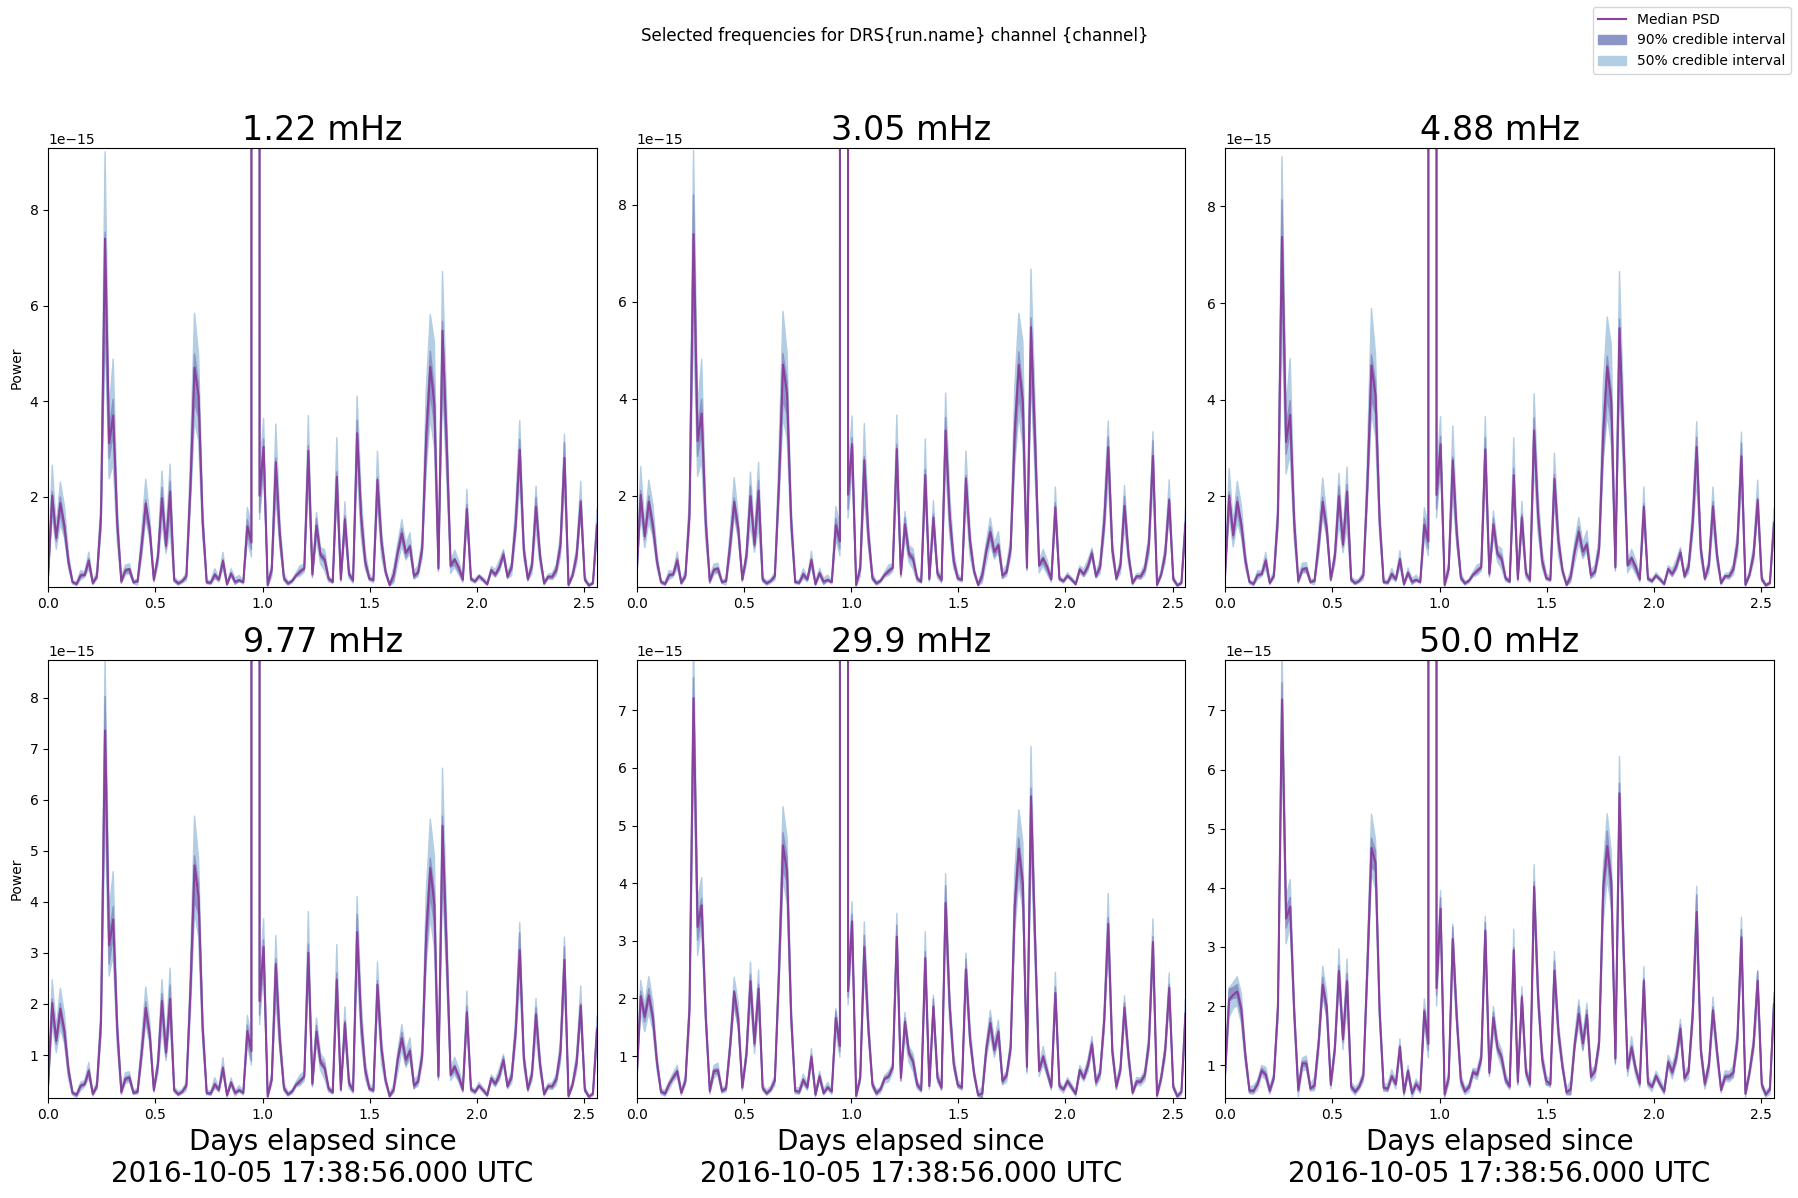 Selected frequencies for DRS{run.name} channel {channel}
Median PSD
90% credible interval
50% credible interval
1.22 mHz
3.05 mHz
4.88 mHz
1e−15
1e−15
1e−15
8
6
4
2
Power
0.0 0.5 1.0 1.5 2.0 2.5
8
6
4
2
0.0 0.5 1.0 1.5 2.0 2.5
8
6
4
2
0.0 0.5 1.0 1.5 2.0 2.5
9.77 mHz
29.9 mHz
50.0 mHz
1e−15
1e−15
1e−15
8
7
6
5
4
3
2
1
Power
0.0 0.5 1.0 1.5 2.0 2.5
Days elapsed since
2016-10-05 17:38:56.000 UTC
7
6
5
4
3
2
1
0.0 0.5 1.0 1.5 2.0 2.5
Days elapsed since
2016-10-05 17:38:56.000 UTC
7
6
5
4
3
2
1
0.0 0.5 1.0 1.5 2.0 2.5
Days elapsed since
2016-10-05 17:38:56.000 UTC